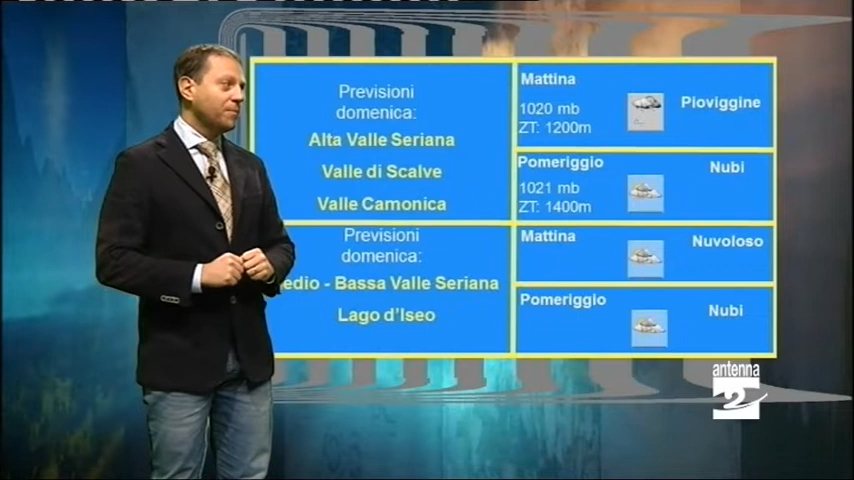 Previsioni
domenica:
Alta Valle Seriana
Valle di Scalve
Valle Camonica
Mattina
1020 mb
ZT: 1200m
Pioviggine
Pomeriggio
1021 mb
ZT: 1400m
Nubi
Previsioni
domenica:
edio - Bassa Valle Seriana
Lago d'Iseo
Mattina
Nuvoloso
Pomeriggio
Nubi
antenna
2